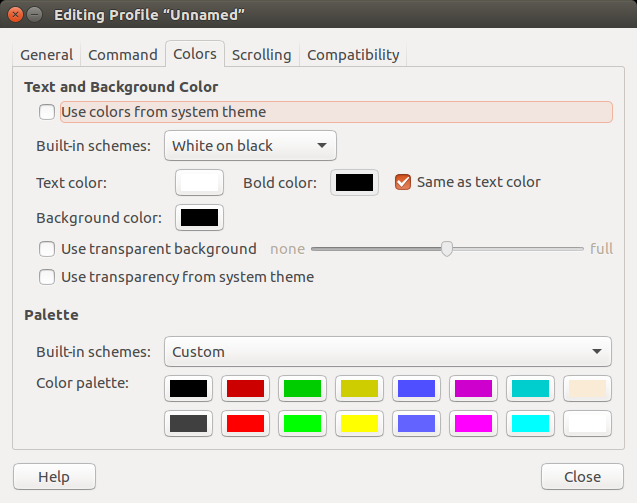 Editing Profile “Unnamed”
General Command Colors Scrolling Compatibility
Text and Background Color
Use colors from system theme
Built-in schemes: White on black
Text color: Bold color: Same as text color
Background color:
Use transparent background none full
Use transparency from system theme
Palette
Built-in schemes: Custom
Color palette:
Help Close